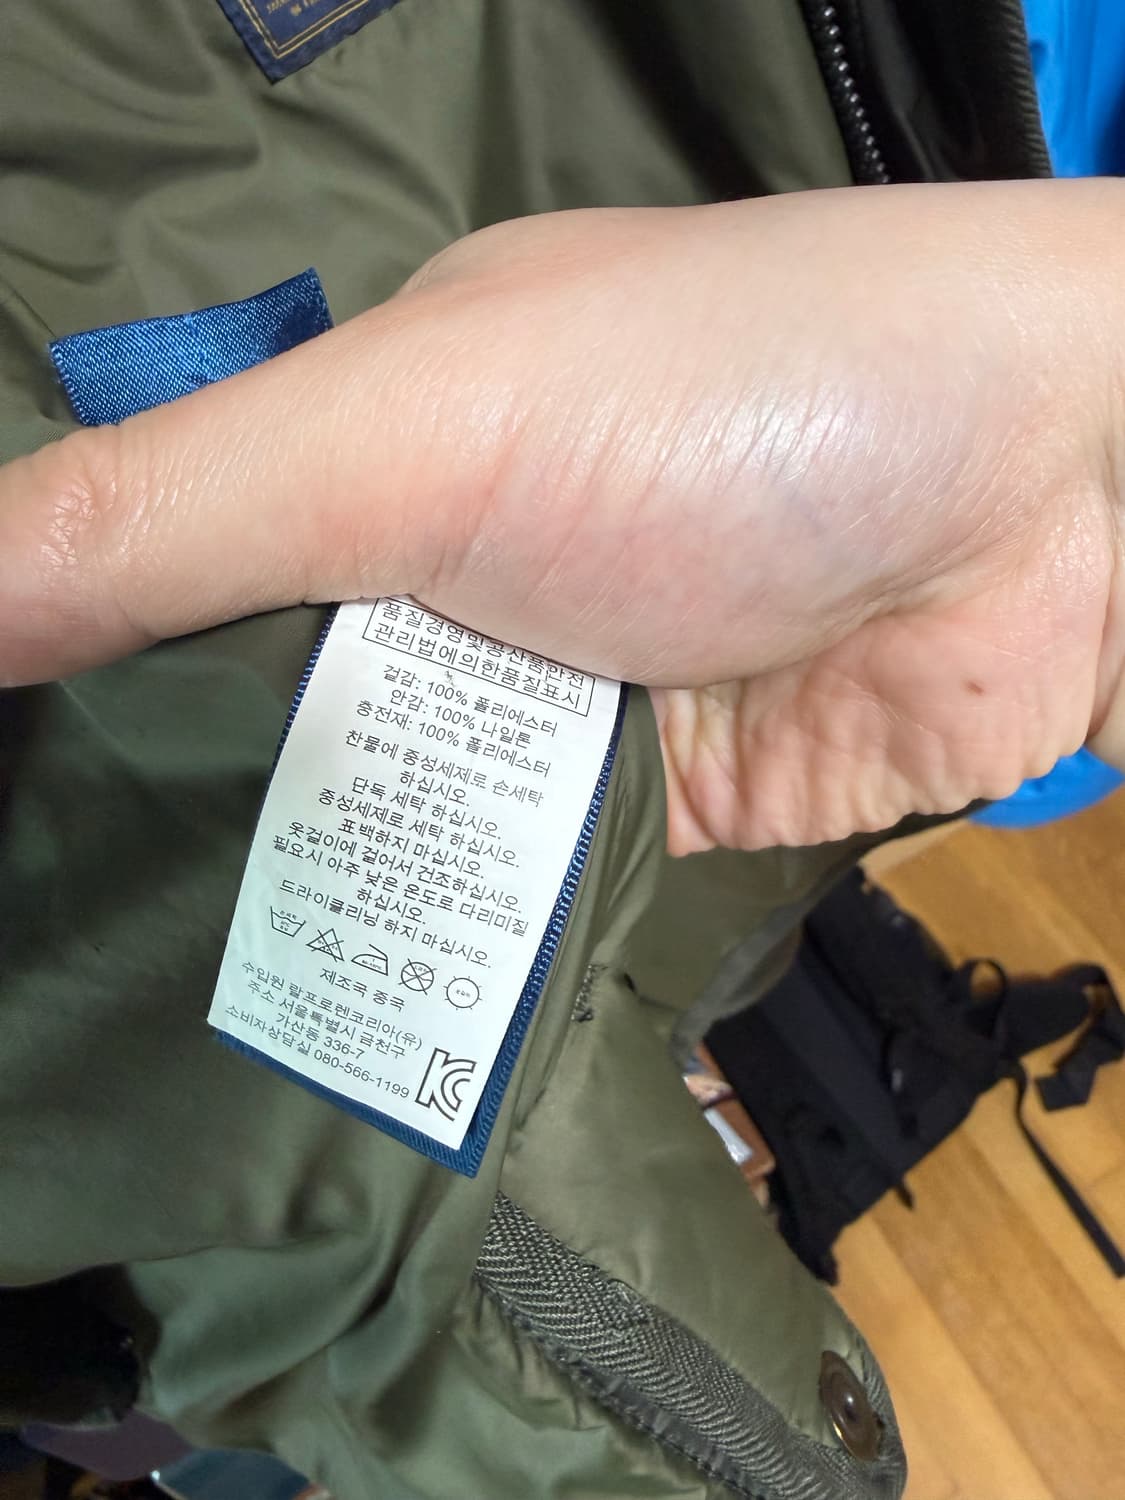 품질경영및공산품안전
관리법에의한품질표시
겉감: 100% 폴리에스터
안감: 100% 나일론
충전재: 100% 폴리에스터
찬물에 중성세제로 손세탁
하십시오.
단독 세탁 하십시오.
중성세제로 세탁 하십시오.
표백하지 마십시오.
옷걸이에 걸어서 건조하십시오.
필요시 아주 낮은 온도로 다리미질
하십시오.
드라이클리닝 하지 마십시오.
제조국 중국
수입원 랄프로렌코리아(유)
주소 서울특별시 금천구
가산동 336-7
소비자상담실 080-566-1199